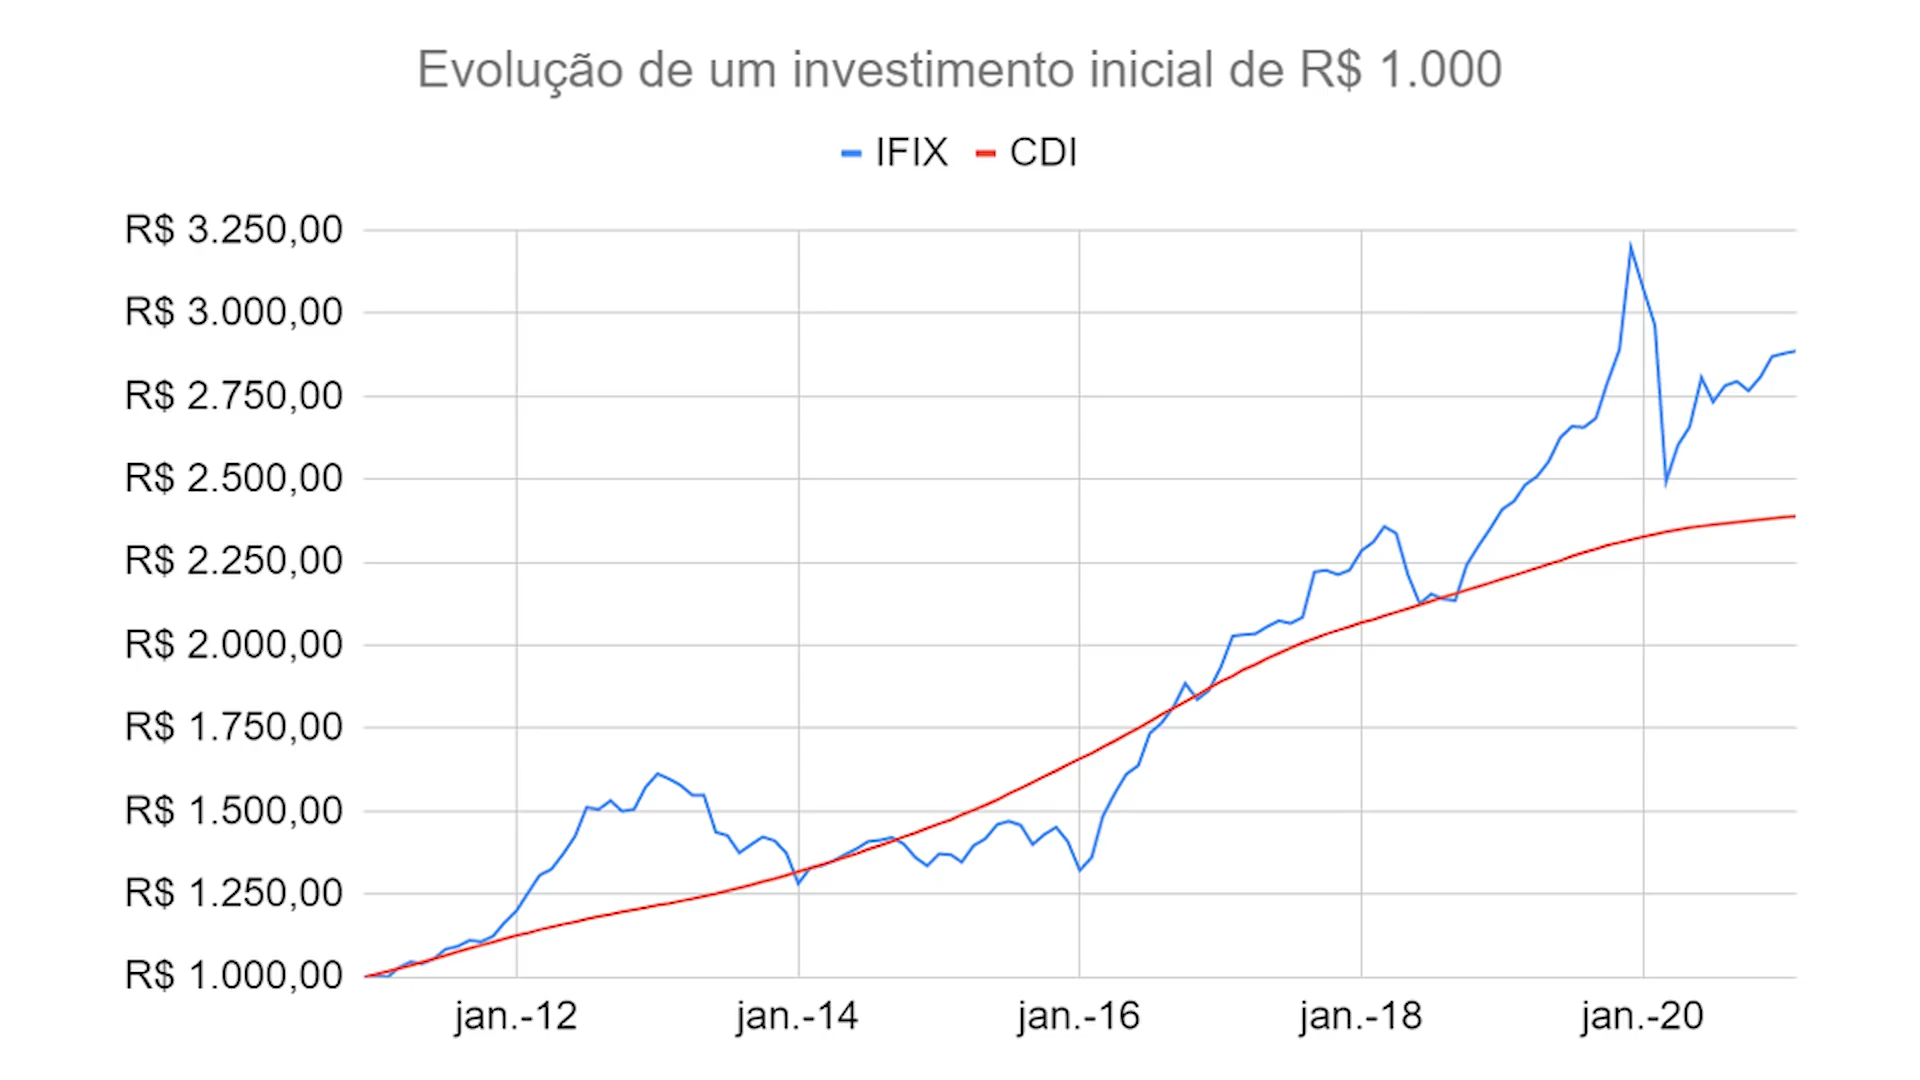 Evolução de um investimento inicial de R$ 1.000
IFIX CDI
R$ 3.250,00
R$ 3.000,00
R$ 2.750,00
R$ 2.500,00
R$ 2.250,00
R$ 2.000,00
R$ 1.750,00
R$ 1.500,00
R$ 1.250,00
R$ 1.000,00
jan.-12 jan.-14 jan.-16 jan.-18 jan.-20